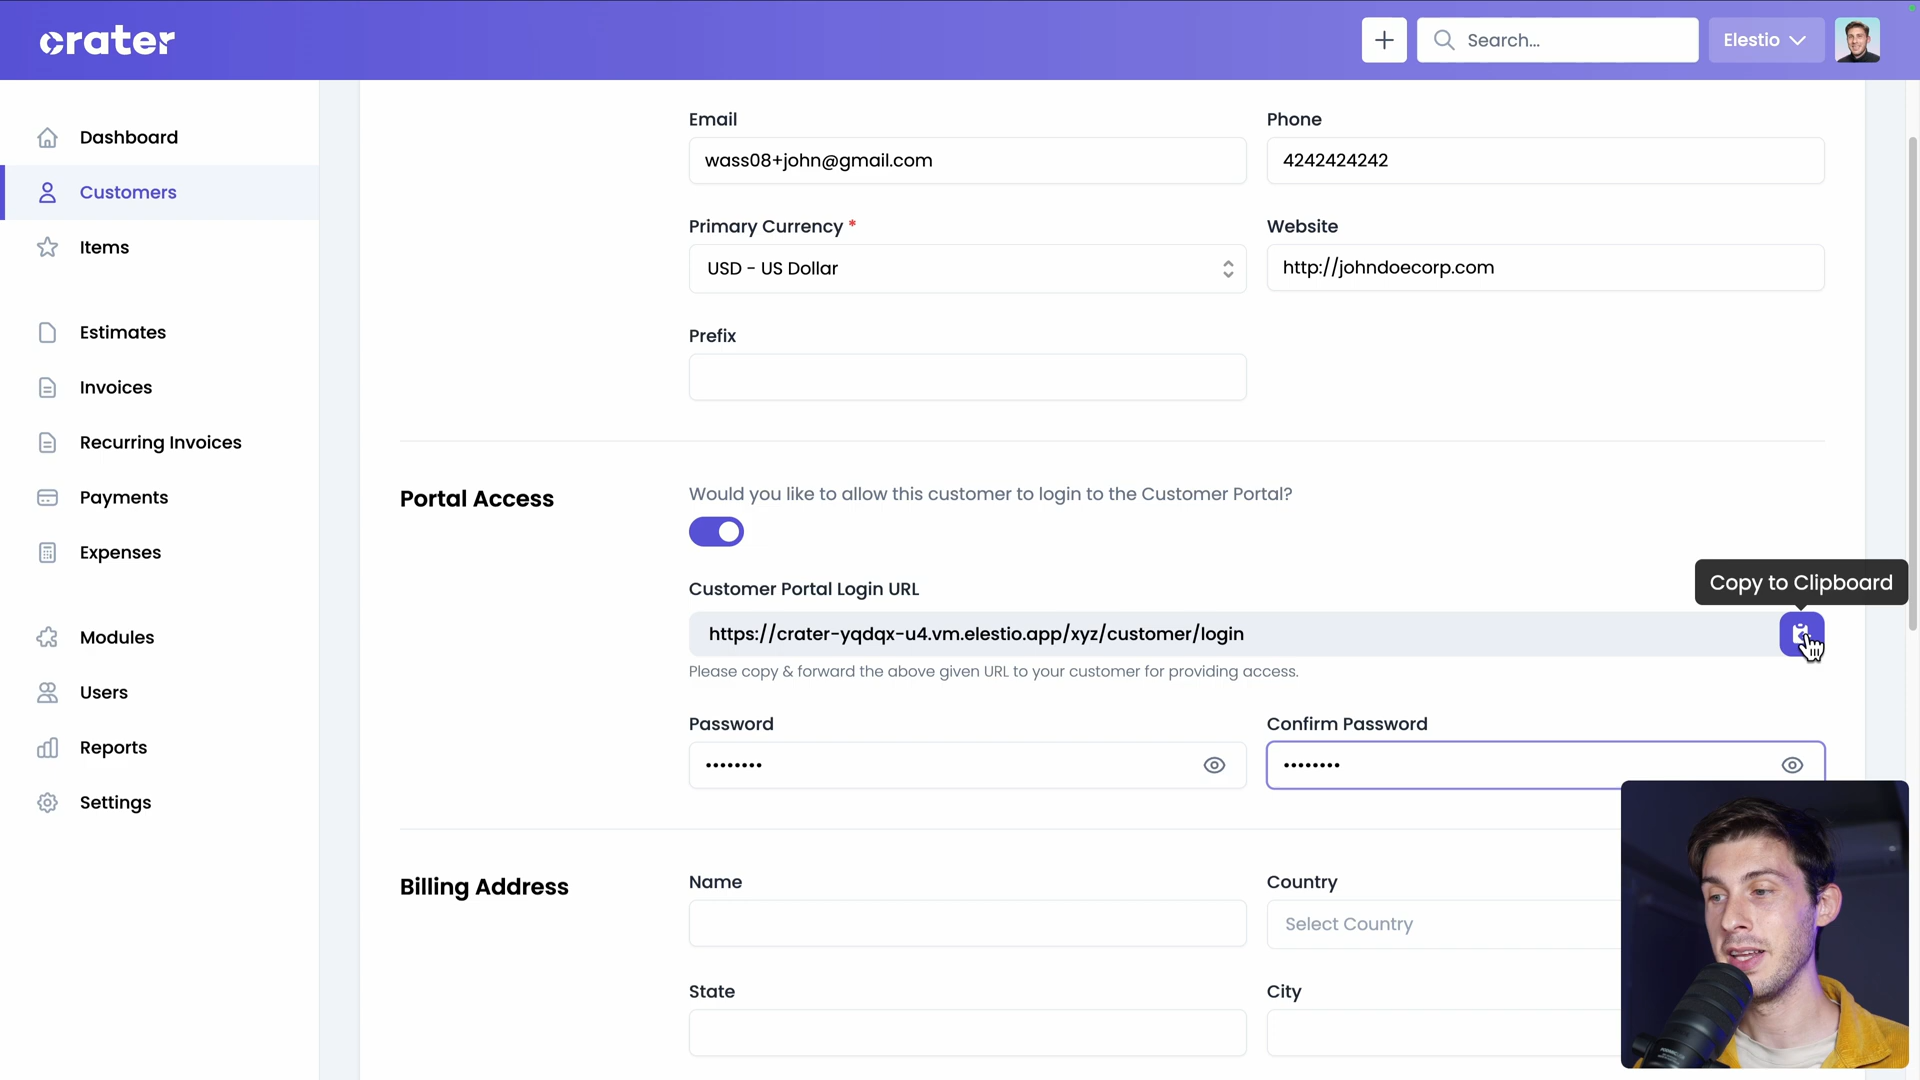 crater
Search...
Elestio
Dashboard
Customers
Items
Estimates
Invoices
Recurring Invoices
Payments
Expenses
Modules
Users
Reports
Settings
Email
Phone
wass08+john@gmail.com
4242424242
Primary Currency *
Website
USD - US Dollar
http://johndoecorp.com
Prefix
Portal Access
Would you like to allow this customer to login to the Customer Portal?
Copy to Clipboard
Customer Portal Login URL
https://crater-yqdqx-u4.vm.elestio.app/xyz/customer/login
Please copy & forward the above given URL to your customer for providing access.
Password
Confirm Password
••••••••
••••••••
Billing Address
Name
Country
Select Country
State
City